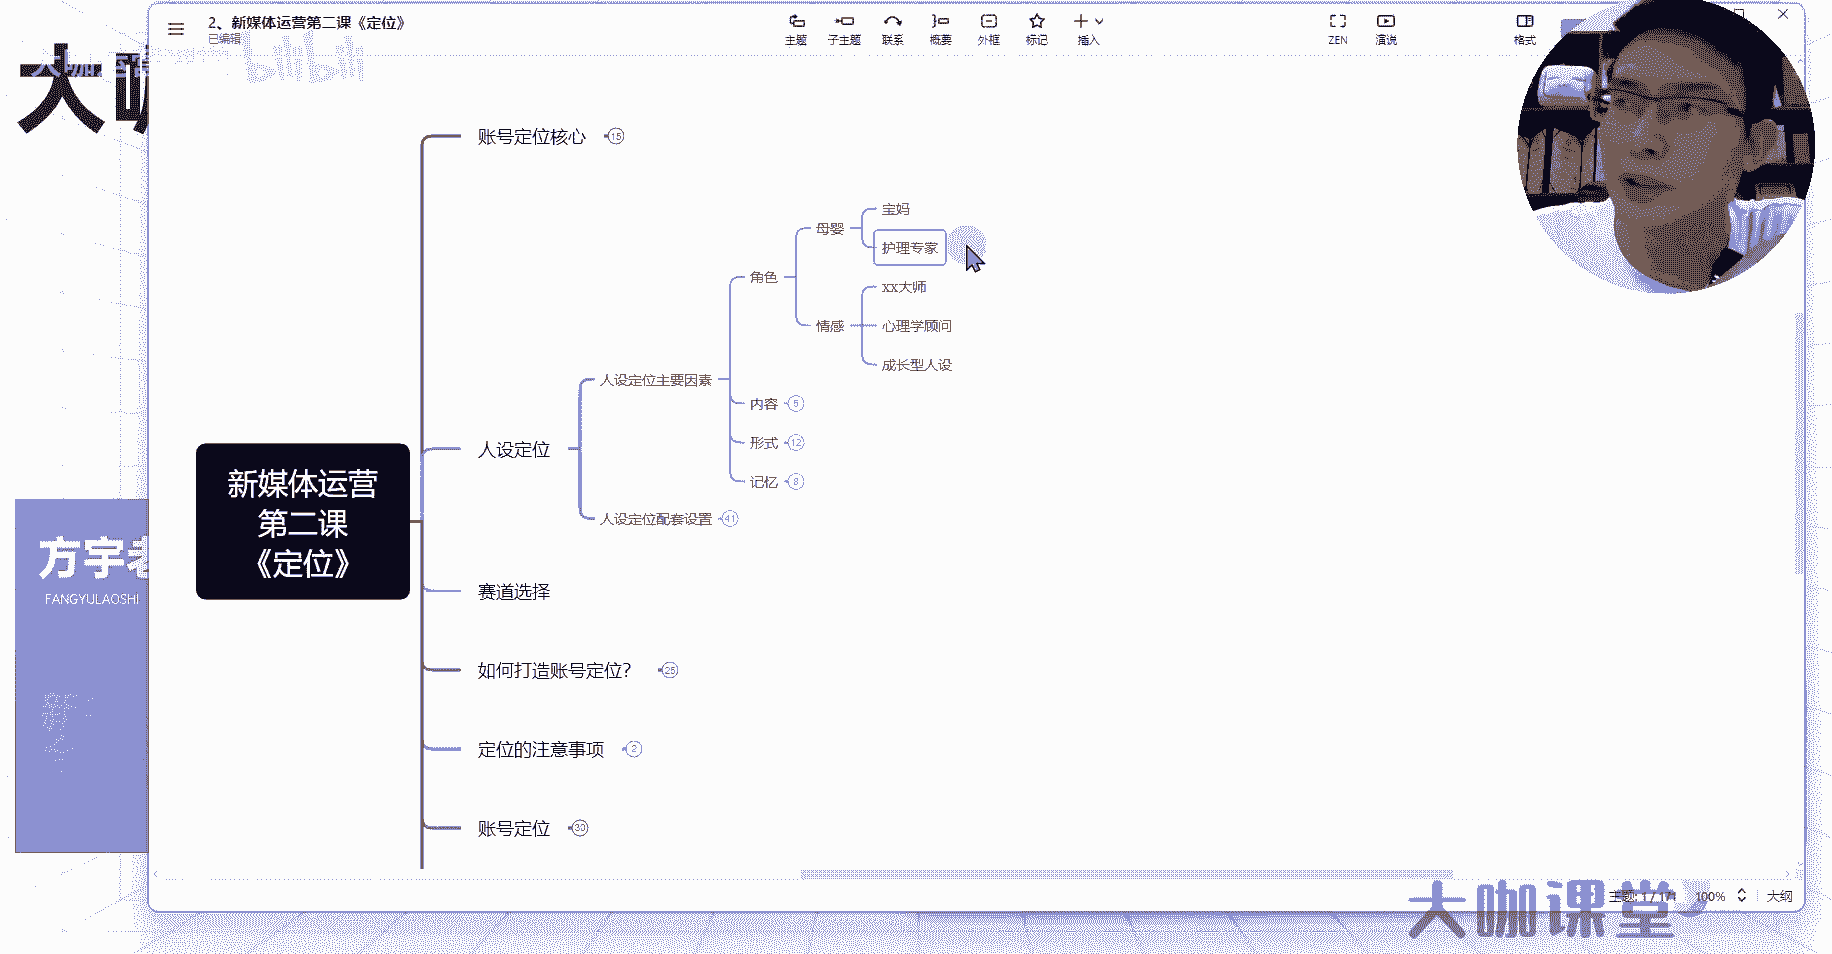 2、新媒体运营第二课《定位》
已编辑
主题
子主题
联系
概要
外框
标记
插入
ZEN
演说
格式
大咖运营
bilibili
账号定位核心
15
宝妈
母婴
护理专家
角色
xx大师
情感
心理学顾问
成长型人设
人设定位主要因素
内容
5
形式
12
记忆
8
人设定位
人设定位配套设置
41
新媒体运营
第二课
《定位》
赛道选择
如何打造账号定位？
25
定位的注意事项
2
账号定位
30
方宇老
FANGYULAOSHI
100%
大纲
大咖课堂